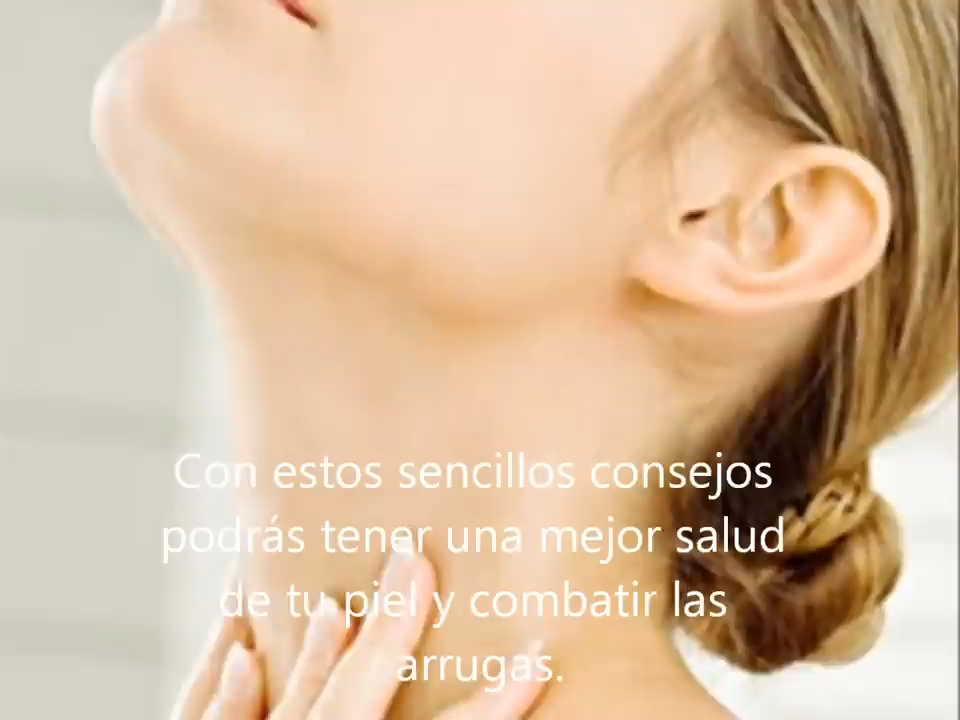 Con estos sencillos consejos
podrás tener una mejor salud
de tu piel y combatir las
arrugas.